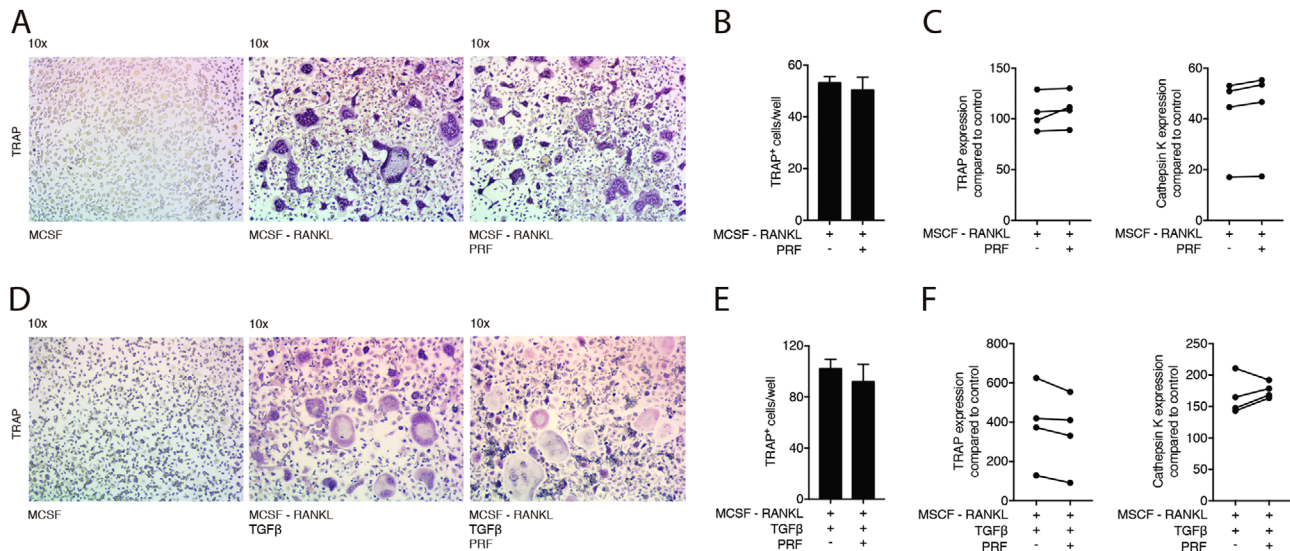 A
10x
10x
10x
TRAP
MCSF
MCSF - RANKL
MCSF - RANKL
PRF
B
60
40
20
0
TRAP+ cells/well
MCSF - RANKL + +
PRF - +
C
150
100
50
0
TRAP expression
compared to control
MSCF - RANKL + +
PRF - +
60
40
20
0
Cathepsin K expression
compared to control
MSCF - RANKL + +
PRF - +
D
10x
10x
10x
TRAP
MCSF
MCSF - RANKL
TGFβ
MCSF - RANKL
TGFβ
PRF
E
120
80
40
0
TRAP+ cells/well
MCSF - RANKL + +
TGFβ + +
PRF - +
F
800
600
400
200
0
TRAP expression
compared to control
MSCF - RANKL + +
TGFβ + +
PRF - +
250
200
150
100
50
0
Cathepsin K expression
compared to control
MSCF - RANKL + +
TGFβ + +
PRF - +